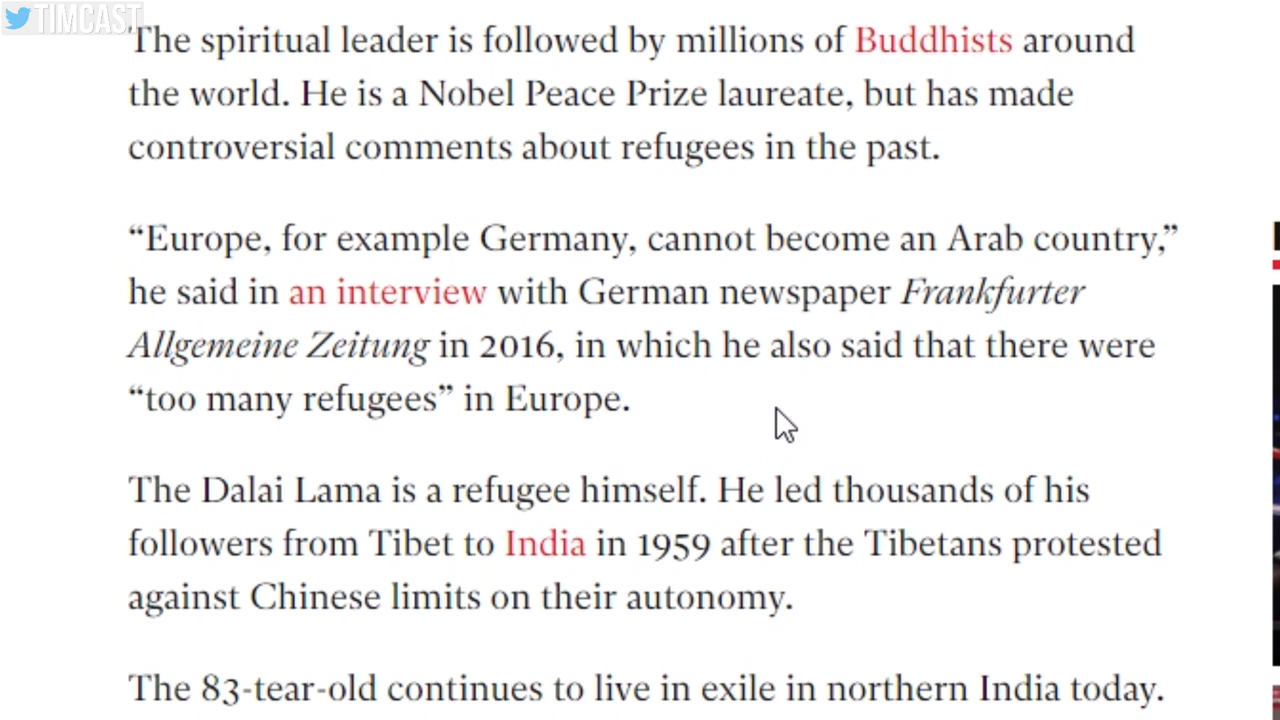 TIMCAST
The spiritual leader is followed by millions of Buddhists around
the world. He is a Nobel Peace Prize laureate, but has made
controversial comments about refugees in the past.
“Europe, for example Germany, cannot become an Arab country,”
he said in an interview with German newspaper Frankfurter
Allgemeine Zeitung in 2016, in which he also said that there were
“too many refugees” in Europe.
The Dalai Lama is a refugee himself. He led thousands of his
followers from Tibet to India in 1959 after the Tibetans protested
against Chinese limits on their autonomy.
The 83-tear-old continues to live in exile in northern India today.